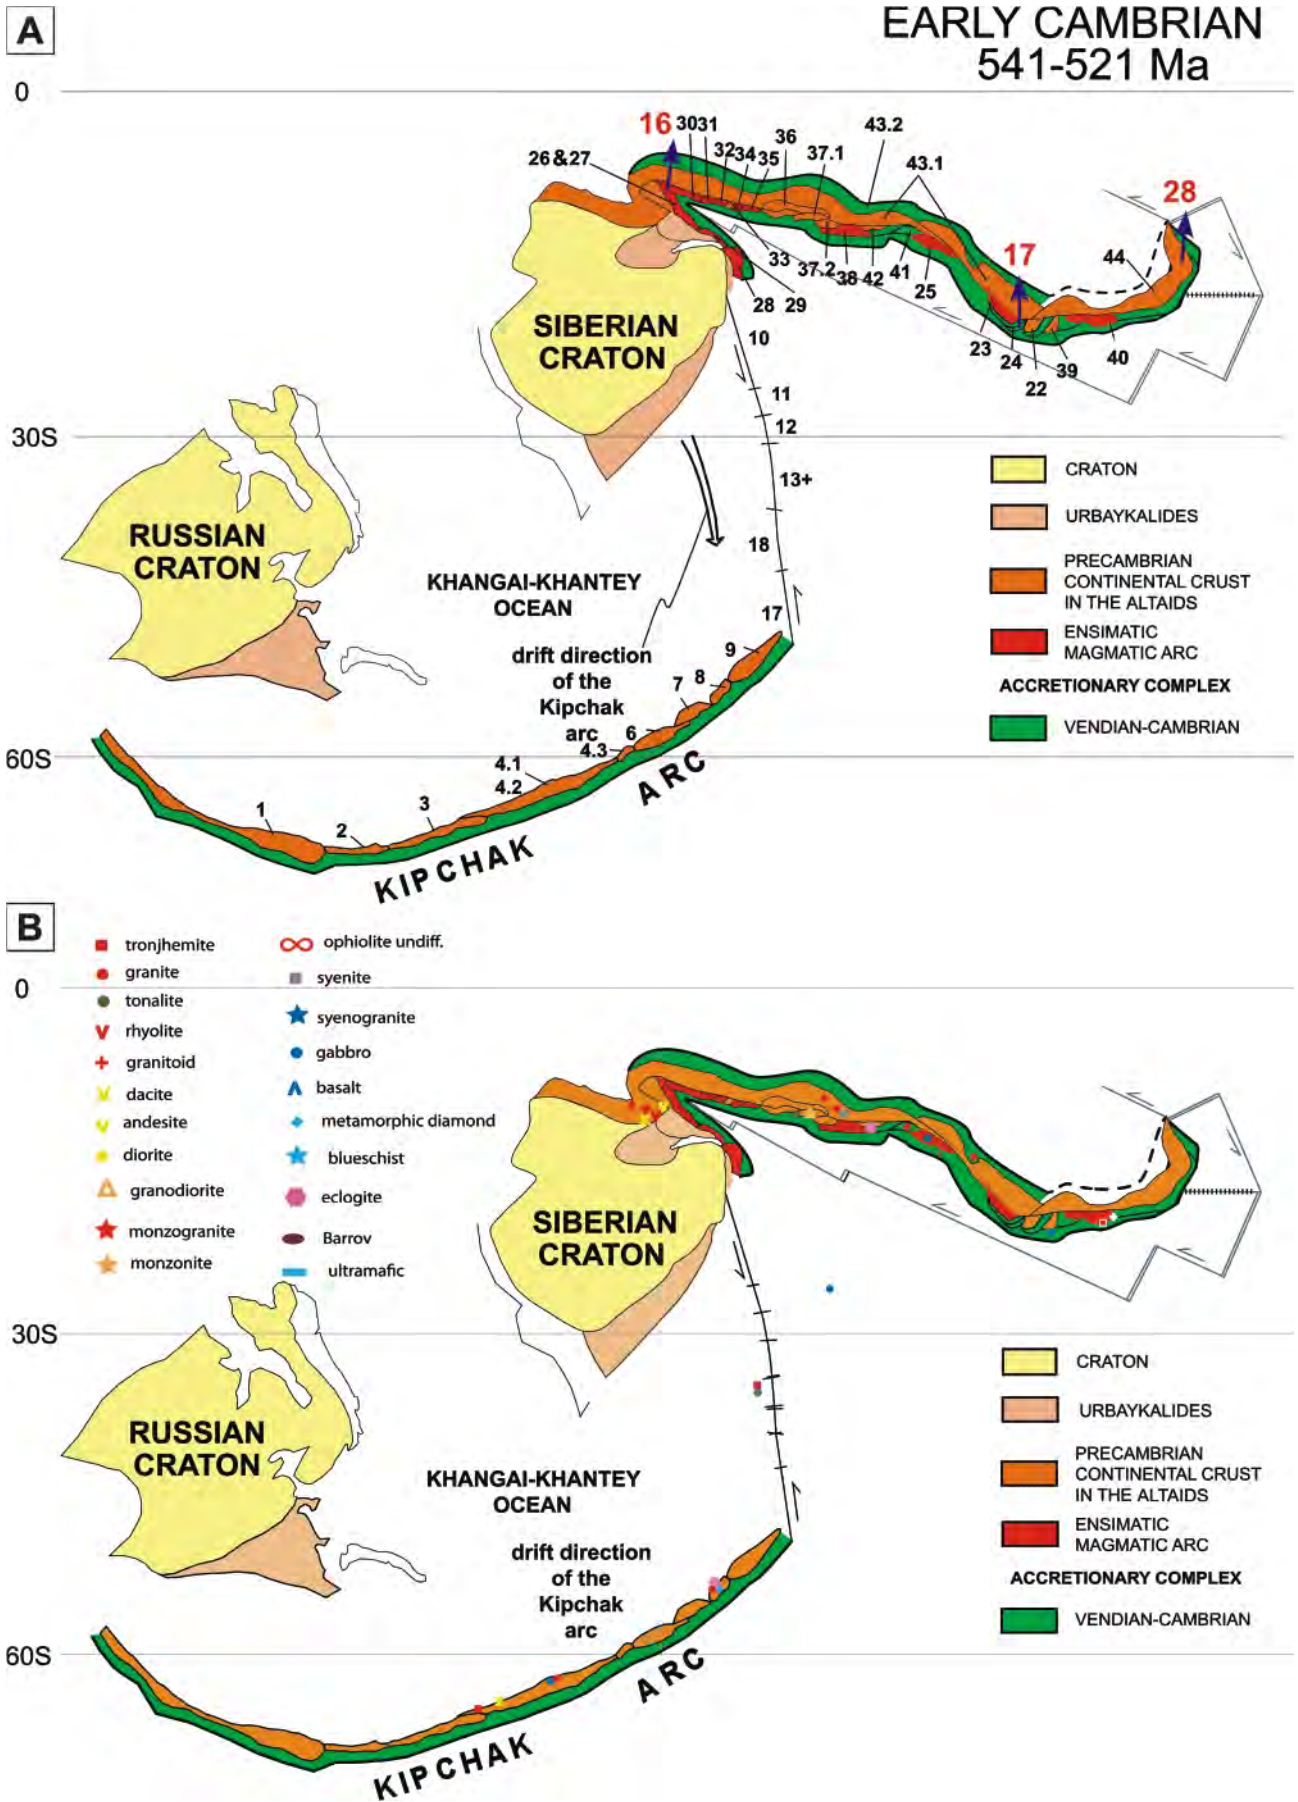 A
EARLY CAMBRIAN
541-521 Ma
0
16
30 31
32 34 35
36
37.1
43.2
43.1
26 &27
28
17
44
33
37.2
38
42
41
25
28
29
10
23
24
22
39
40
SIBERIAN
CRATON
11
12
30S
13+
18
17
RUSSIAN
CRATON
KHANGAI-KHANTEY
OCEAN
drift direction
of the
Kipchak
arc
9
8
7
6
4.3
60S
4.1
4.2
3
2
1
KIPCHAK
ARC
CRATON
URBAYKALIDES
PRECAMBRIAN
CONTINENTAL CRUST
IN THE ALTAIDS
ENSIMATIC
MAGMATIC ARC
ACCRETIONARY COMPLEX
VENDIAN-CAMBRIAN
B
tronjhemite
granite
tonalite
rhyolite
granitoid
dacite
andesite
diorite
granodiorite
monzogranite
monzonite
ophiolite undiff.
syenite
syenogranite
gabbro
basalt
metamorphic diamond
blueschist
eclogite
Barrov
ultramafic
0
SIBERIAN
CRATON
30S
RUSSIAN
CRATON
KHANGAI-KHANTEY
OCEAN
drift direction
of the
Kipchak
arc
60S
KIPCHAK
ARC
CRATON
URBAYKALIDES
PRECAMBRIAN
CONTINENTAL CRUST
IN THE ALTAIDS
ENSIMATIC
MAGMATIC ARC
ACCRETIONARY COMPLEX
VENDIAN-CAMBRIAN